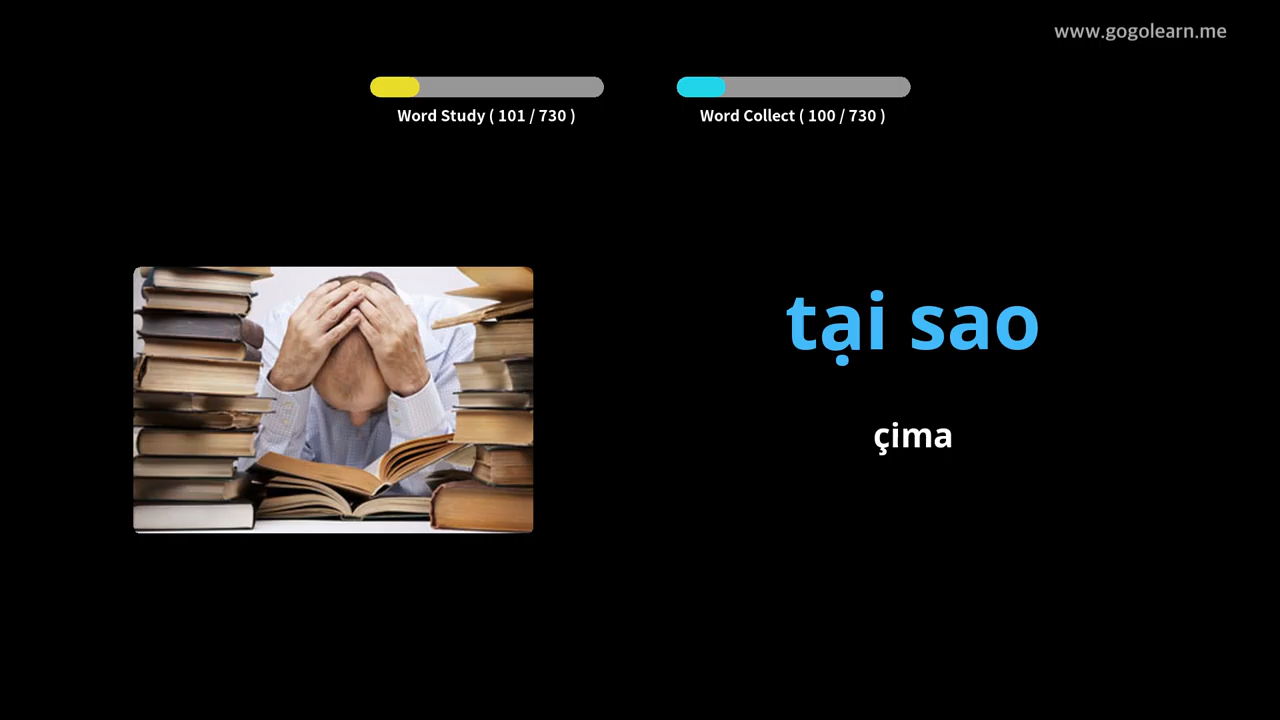 www.gogolearn.me
Word Study ( 101 / 730 )
Word Collect ( 100 / 730 )
tại sao
çima